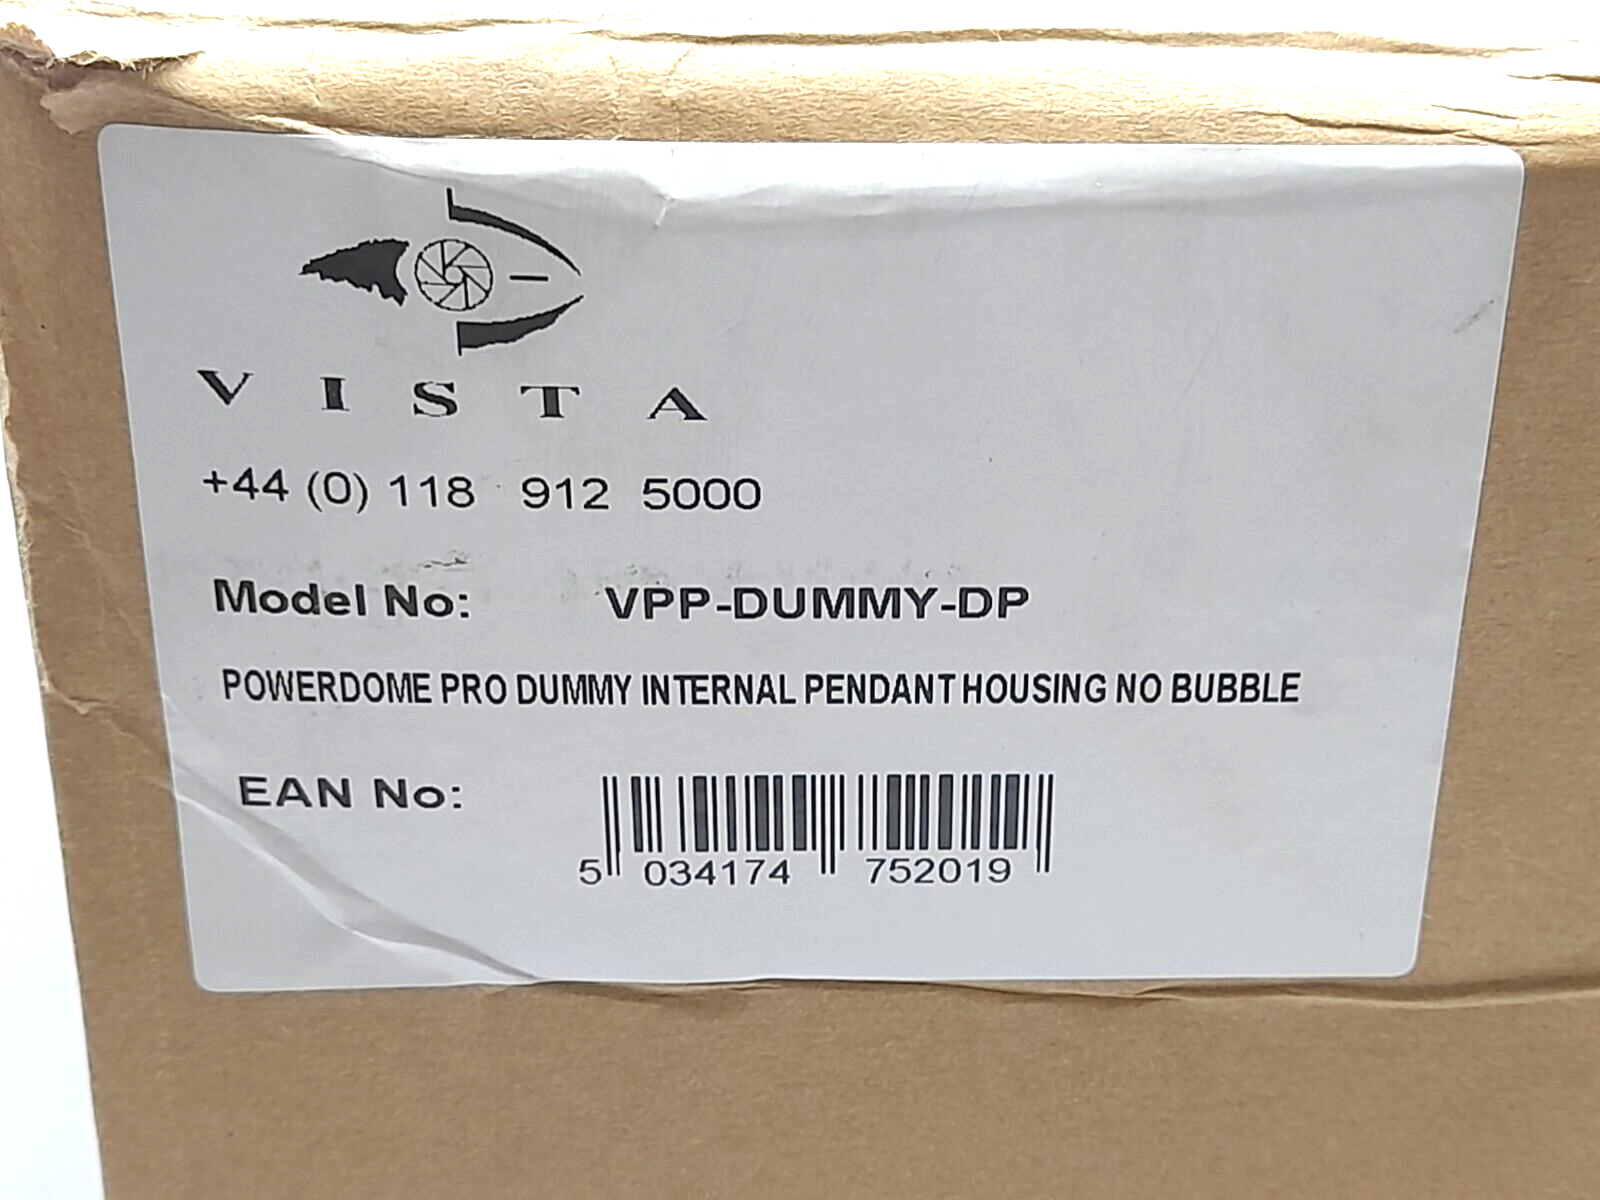 VISTA
+44 (0) 118 912 5000
Model No: VPP-DUMMY-DP
POWERDOME PRO DUMMY INTERNAL PENDANT HOUSING NO BUBBLE
EAN No:
5 034174 752019